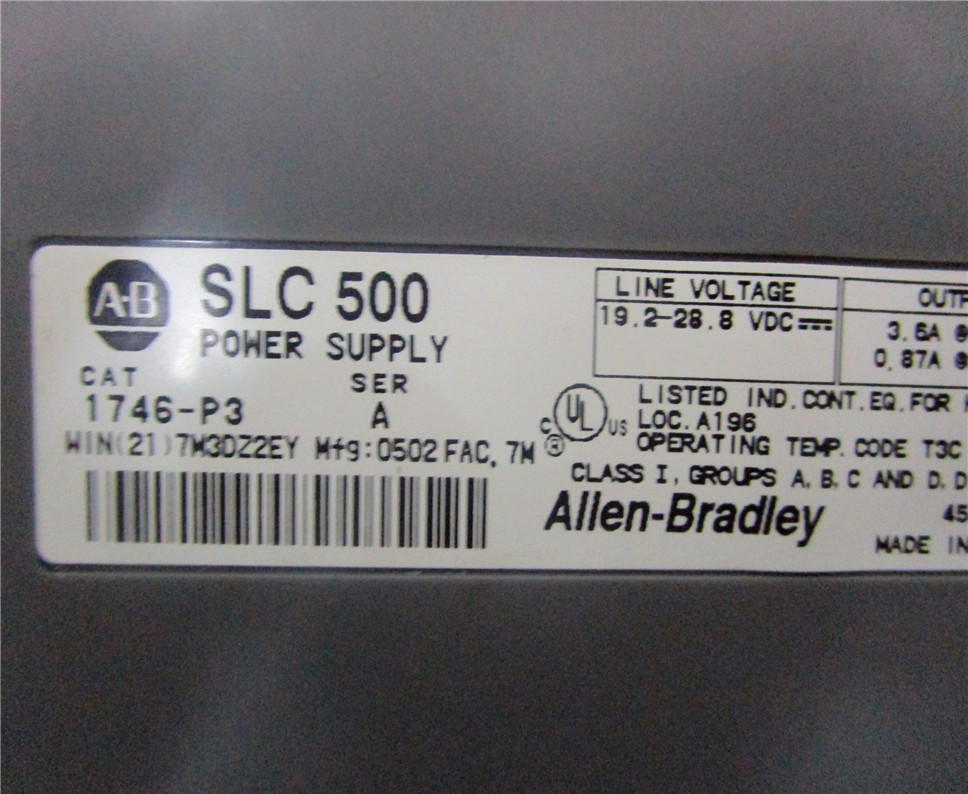 A-B
SLC 500
POWER SUPPLY
CAT SER
1746-P3 A
WIN(21)7M3DZ2EY Mfg:0502 FAC. 7M
LINE VOLTAGE
19.2-28.8 VDC
OUTP
3.6A @
0.87A @
C UL US ®
LISTED IND.CONT.EQ.FOR H
LOC.A196
OPERATING TEMP. CODE T3C
CLASS I, GROUPS A, B, C AND D, D
Allen-Bradley
45
MADE IN